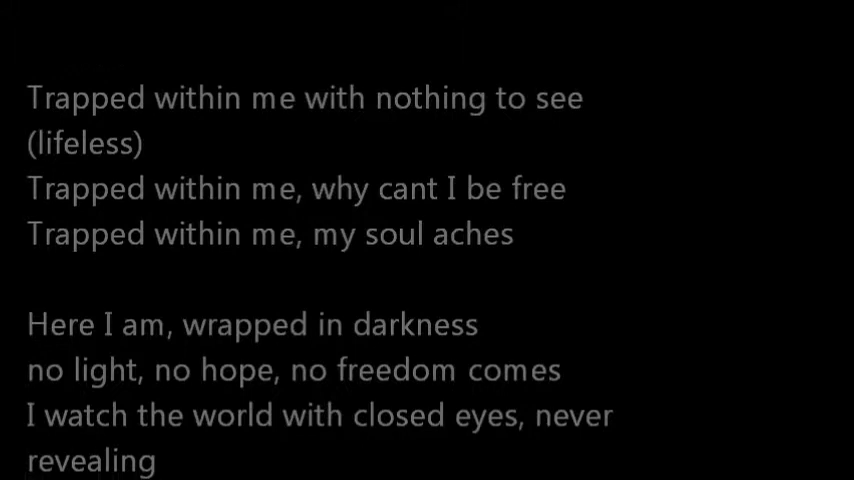 Trapped within me with nothing to see
(lifeless)
Trapped within me, why cant I be free
Trapped within me, my soul aches
Here I am, wrapped in darkness
no light, no hope, no freedom comes
I watch the world with closed eyes, never
revealing